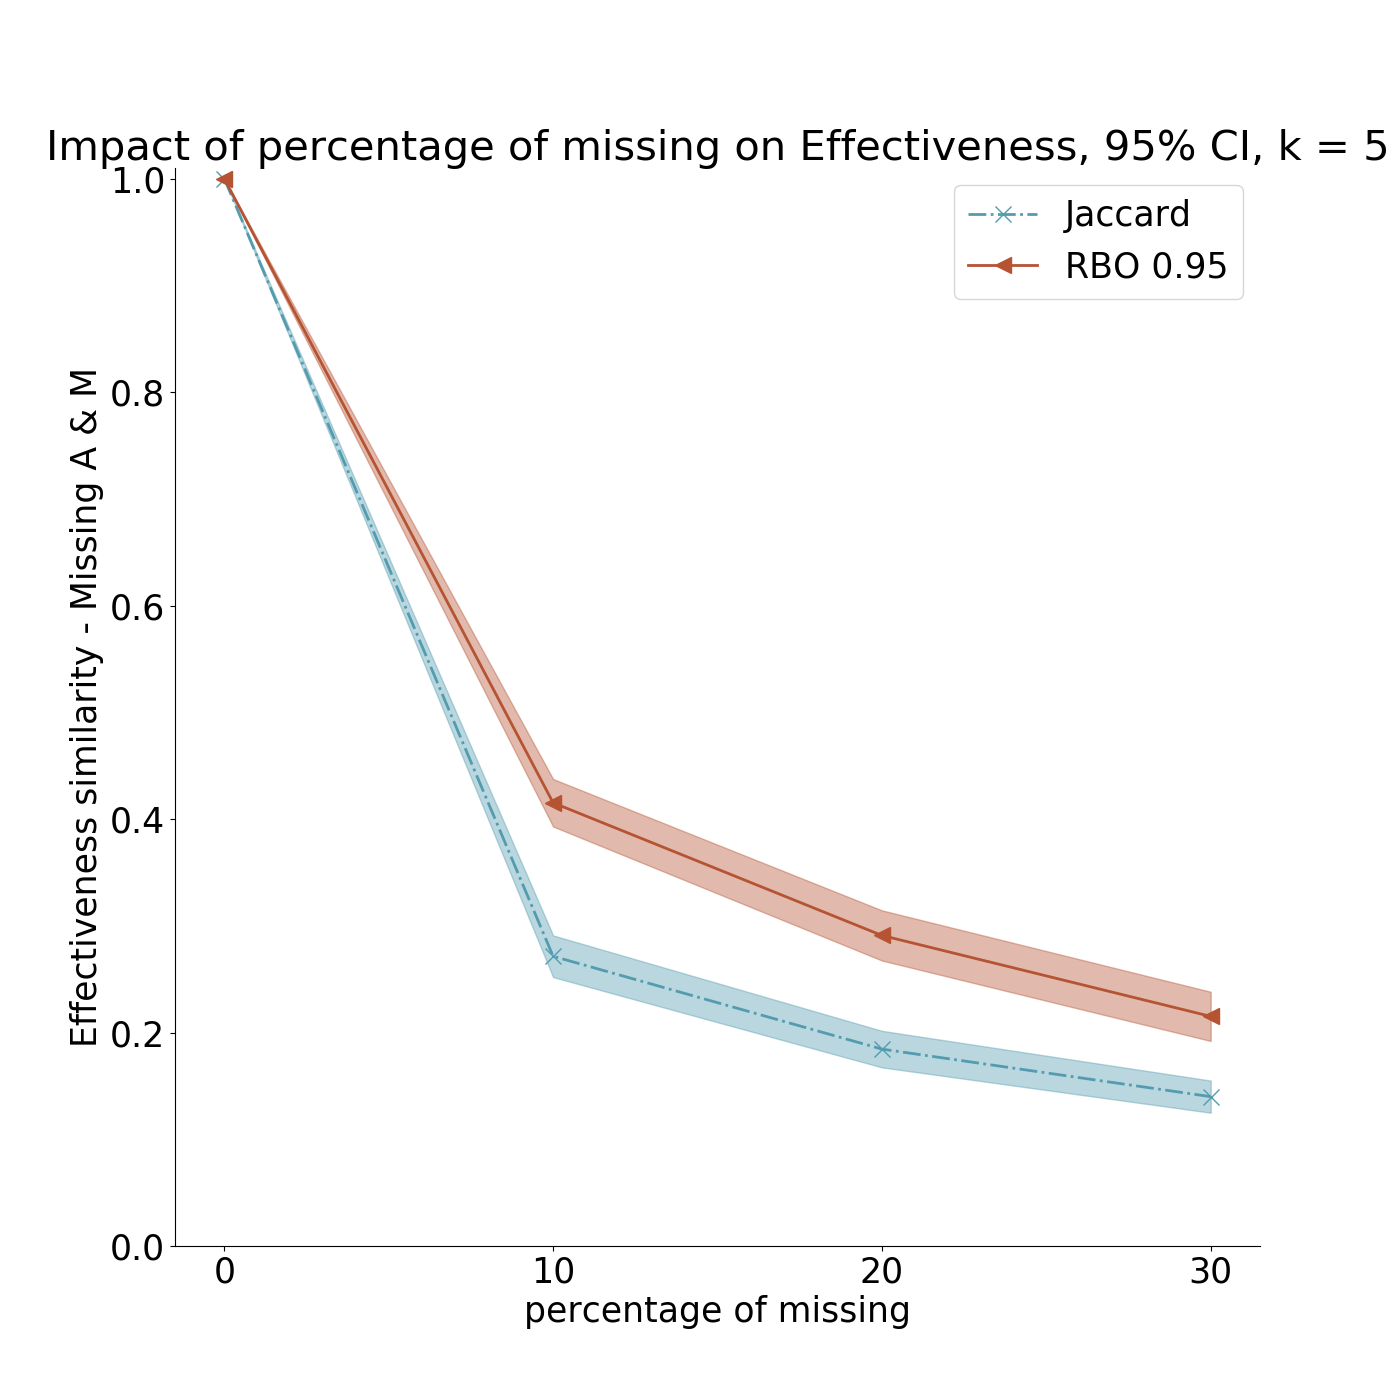 Impact of percentage of missing on Effectiveness, 95% CI, k = 5
Jaccard
RBO 0.95
Effectiveness similarity - Missing A & M
1.0
0.8
0.6
0.4
0.2
0.0
0 10 20 30
percentage of missing